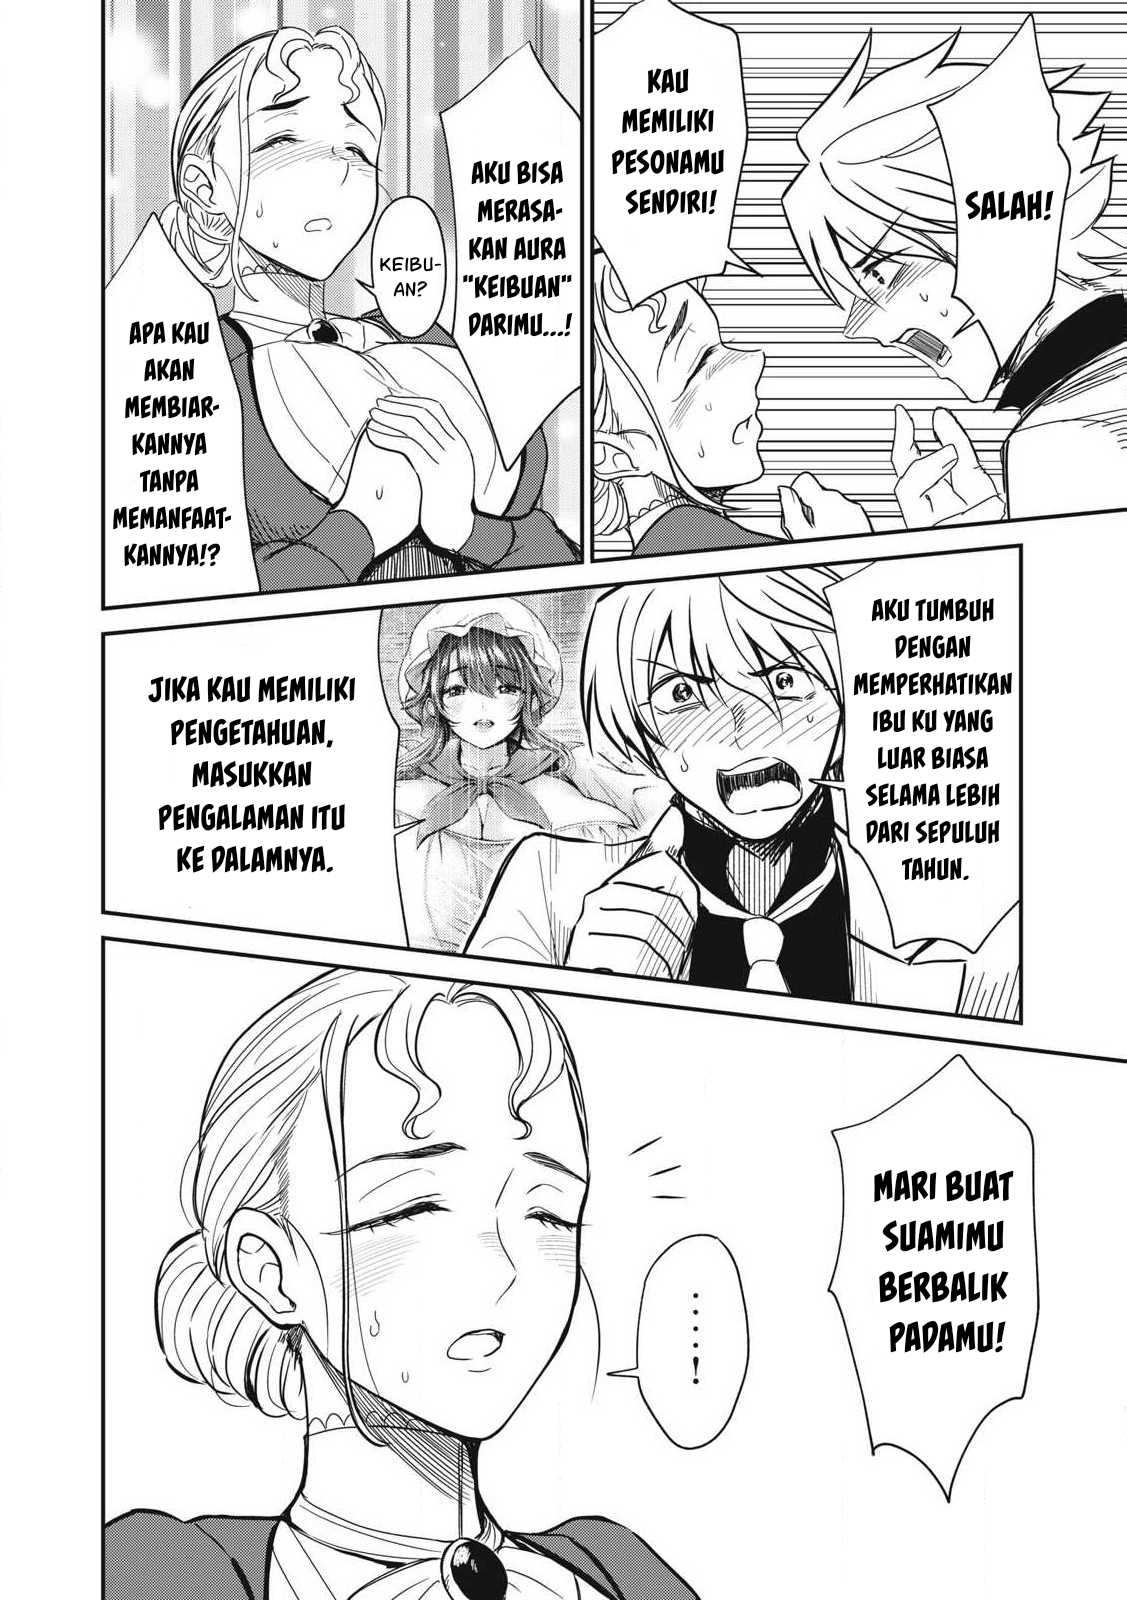 SALAH!
KAU
MEMILIKI
PESONAMU
SENDIRI!
AKU BISA
MERASA-
KAN AURA
"KEIBUAN"
DARIMU...!
KEIBU-
AN?
APA KAU
AKAN
MEMBIAR-
KANNYA
TANPA
MEMANFAAT-
KANNYA!?
AKU TUMBUH
DENGAN
MEMPERHATIKAN
IBU KU YANG
LUAR BIASA
SELAMA LEBIH
DARI SEPULUH
TAHUN.
JIKA KAU MEMILIKI
PENGETAHUAN,
MASUKKAN
PENGALAMAN ITU
KE DALAMNYA.
MARI BUAT
SUAMIMU
BERBALIK
PADAMU!
......!